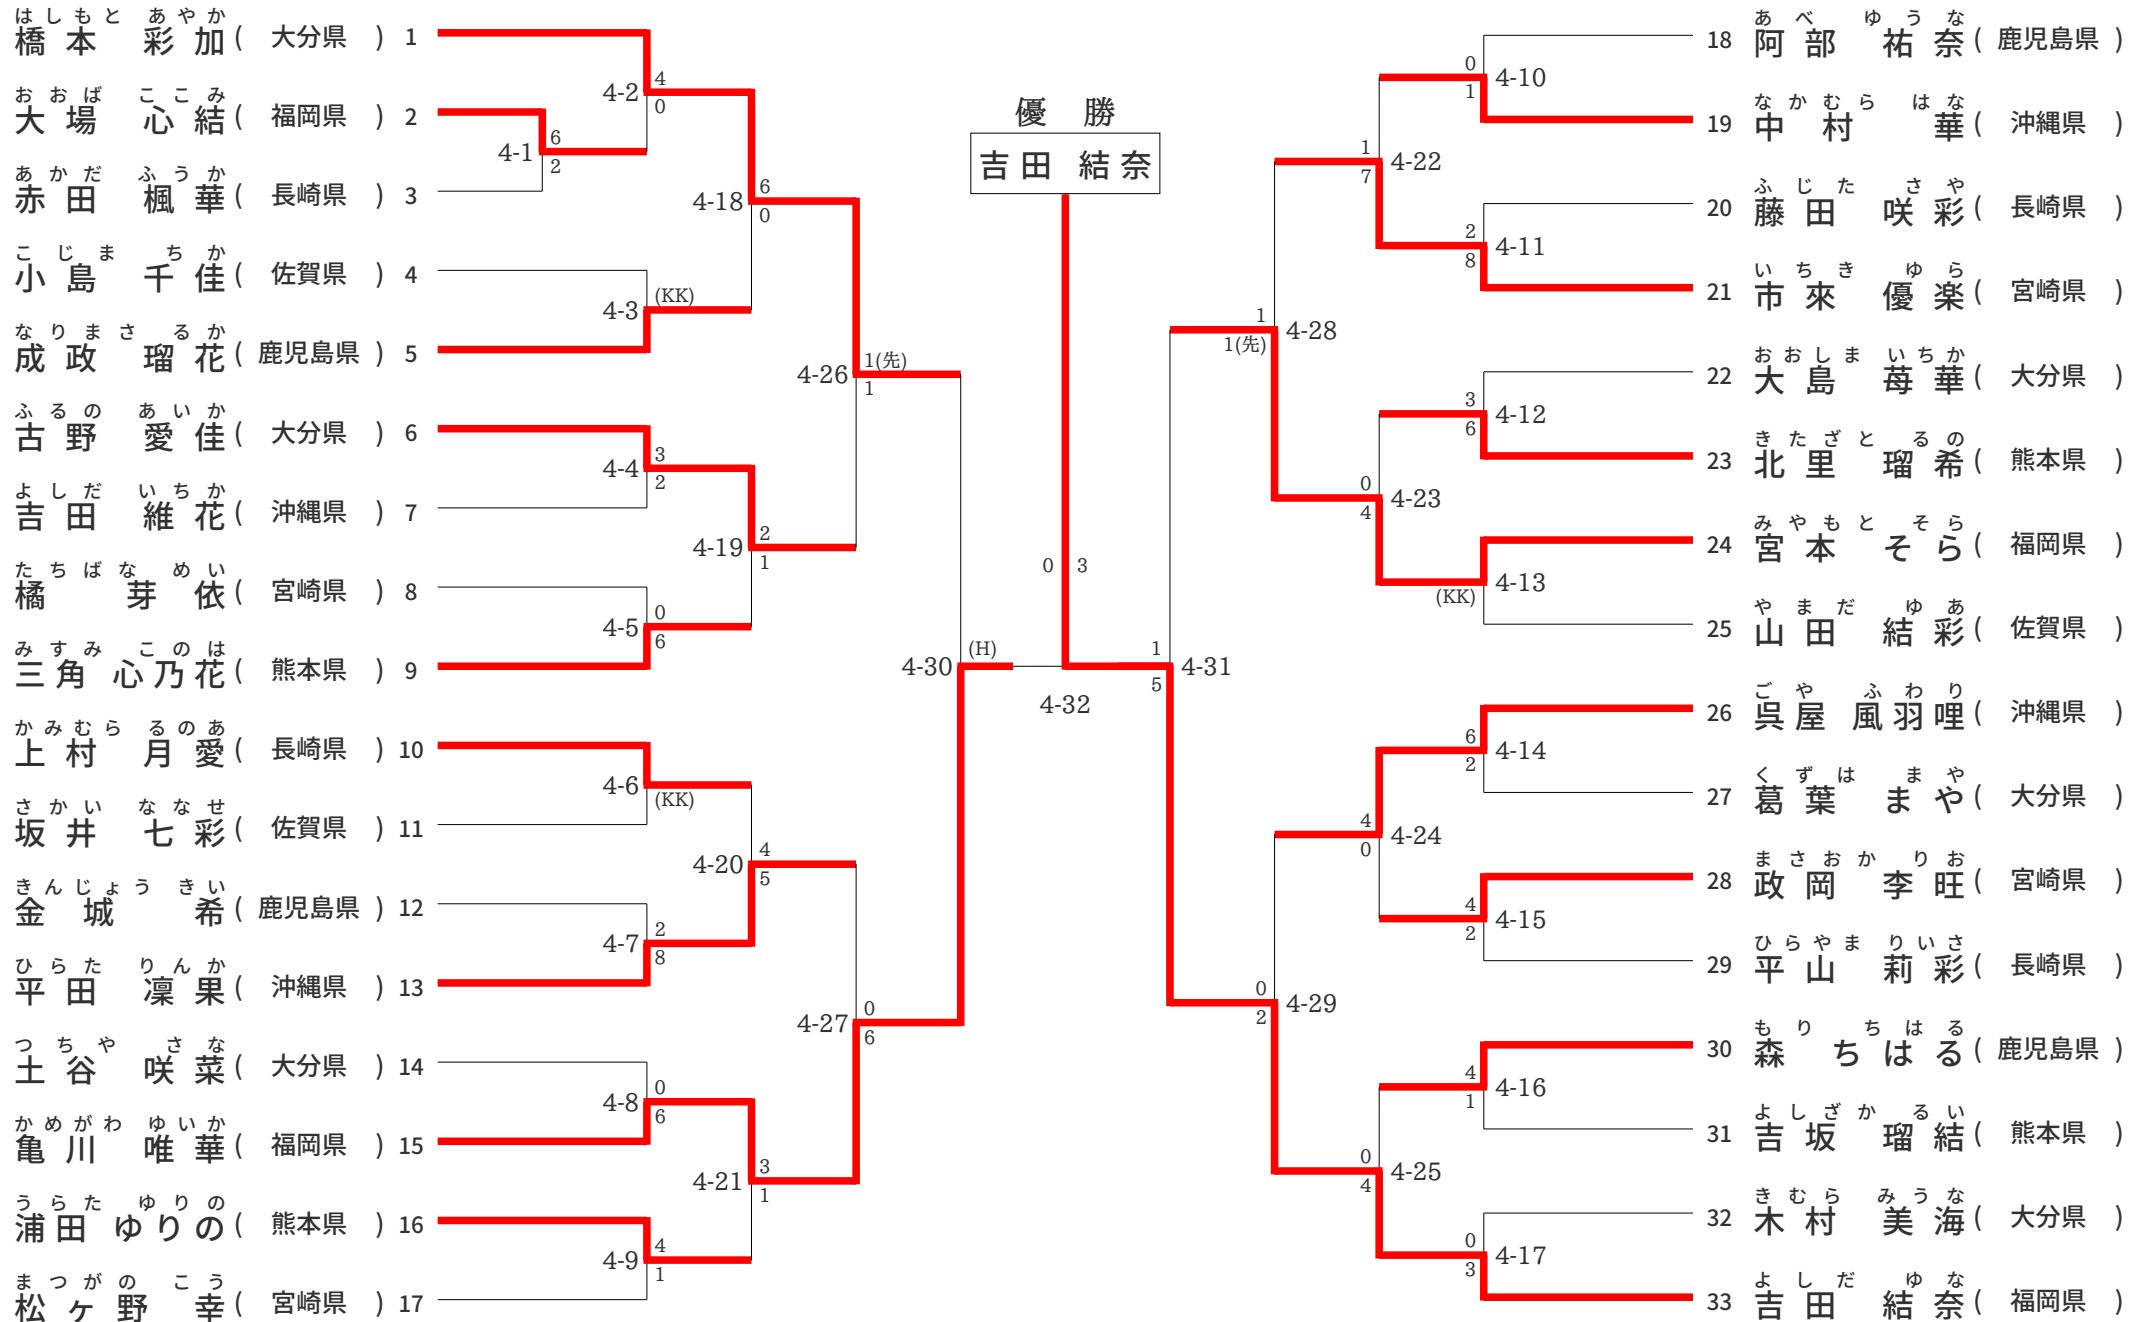 はしもと あやか
橋本 彩加 ( 大分県 ) 1
おおば ここみ
大場 心結 ( 福岡県 ) 2
あかだ ふうか
赤田 楓華 ( 長崎県 ) 3
こじま ちか
小島 千佳 ( 佐賀県 ) 4
なりまさ るか
成政 瑠花 ( 鹿児島県 ) 5
ふるの あいか
古野 愛佳 ( 大分県 ) 6
よしだ いちか
吉田 維花 ( 沖縄県 ) 7
たちばな めい
橘 芽依 ( 宮崎県 ) 8
みすみ このは
三角 心乃花 ( 熊本県 ) 9
かみむら るのあ
上村 月愛 ( 長崎県 ) 10
さかい ななせ
坂井 七彩 ( 佐賀県 ) 11
きんじょう きい
金城 希 ( 鹿児島県 ) 12
ひらた りんか
平田 凜果 ( 沖縄県 ) 13
つちや さな
土谷 咲菜 ( 大分県 ) 14
かめがわ ゆいか
亀川 唯華 ( 福岡県 ) 15
うらた ゆりの
浦田 ゆりの ( 熊本県 ) 16
まつがの こう
松ヶ野 幸 ( 宮崎県 ) 17
4-1 6 2
4-2 4 0
4-3 (KK)
4-4 3 2
4-5 0 6
4-6 (KK)
4-7 2 8
4-8 0 6
4-9 4 1
4-18 6 0
4-19 2 1
4-20 4 5
4-21 3 1
4-26 1(先) 1
4-27 0 6
4-30 (H)
優 勝
吉田 結奈
0 3
4-32
1 5 4-31
1 1(先) 4-28
0 2 4-29
1 7 4-22
0 4 4-23
4 0 4-24
0 4 4-25
0 1 4-10
2 8 4-11
3 6 4-12
(KK) 4-13
6 2 4-14
4 2 4-15
4 1 4-16
0 3 4-17
あべ ゆうな
18 阿部 祐奈 ( 鹿児島県 )
なかむら はな
19 中村 華 ( 沖縄県 )
ふじた さや
20 藤田 咲彩 ( 長崎県 )
いちき ゆら
21 市來 優楽 ( 宮崎県 )
おおしま いちか
22 大島 苺華 ( 大分県 )
きたざと るの
23 北里 瑠希 ( 熊本県 )
みやもと そら
24 宮本 そら ( 福岡県 )
やまだ ゆあ
25 山田 結彩 ( 佐賀県 )
ごや ふわり
26 呉屋 風羽哩 ( 沖縄県 )
くずは まや
27 葛葉 まや ( 大分県 )
まさおか りお
28 政岡 李旺 ( 宮崎県 )
ひらやま りいさ
29 平山 莉彩 ( 長崎県 )
もり ちはる
30 森 ちはる ( 鹿児島県 )
よしざか るい
31 吉坂 瑠結 ( 熊本県 )
きむら みうな
32 木村 美海 ( 大分県 )
よしだ ゆな
33 吉田 結奈 ( 福岡県 )